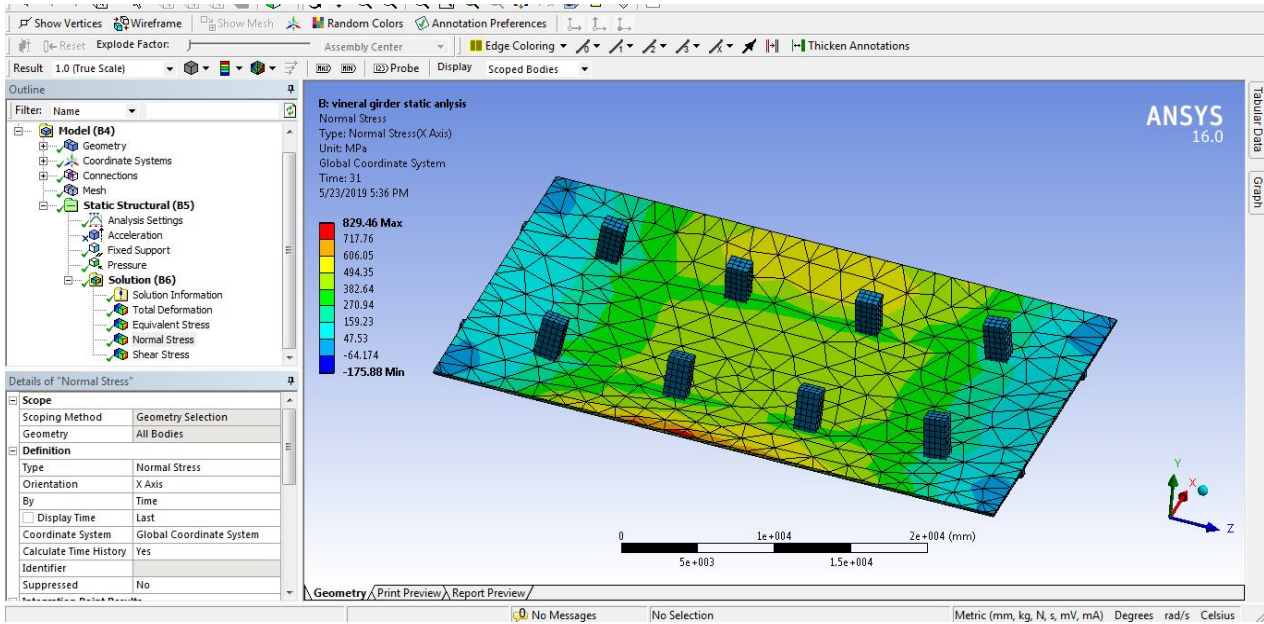 Show Vertices Wireframe Show Mesh Random Colors Annotation Preferences
Reset Explode Factor: Assembly Center Edge Coloring Thicken Annotations
Result 1.0 (True Scale) MAX MIN 123 Probe Display Scoped Bodies
Outline
Filter: Name
Model (B4)
Geometry
Coordinate Systems
Connections
Mesh
Static Structural (B5)
Analysis Settings
Acceleration
Fixed Support
Pressure
Solution (B6)
Solution Information
Total Deformation
Equivalent Stress
Normal Stress
Shear Stress
Details of "Normal Stress"
Scope
Scoping Method Geometry Selection
Geometry All Bodies
Definition
Type Normal Stress
Orientation X Axis
By Time
Display Time Last
Coordinate System Global Coordinate System
Calculate Time History Yes
Identifier
Suppressed No
Integration Point Results
B: vineral girder static anlysis
Normal Stress
Type: Normal Stress(X Axis)
Unit: MPa
Global Coordinate System
Time: 31
5/23/2019 5:36 PM
829.46 Max
717.76
606.05
494.35
382.64
270.94
159.23
47.53
-64.174
-175.88 Min
ANSYS
16.0
Y
X
Z
0 1e+004 2e+004 (mm)
5e+003 1.5e+004
Geometry Print Preview Report Preview
Tabular Data
Graph
No Messages No Selection Metric (mm, kg, N, s, mV, mA) Degrees rad/s Celsius